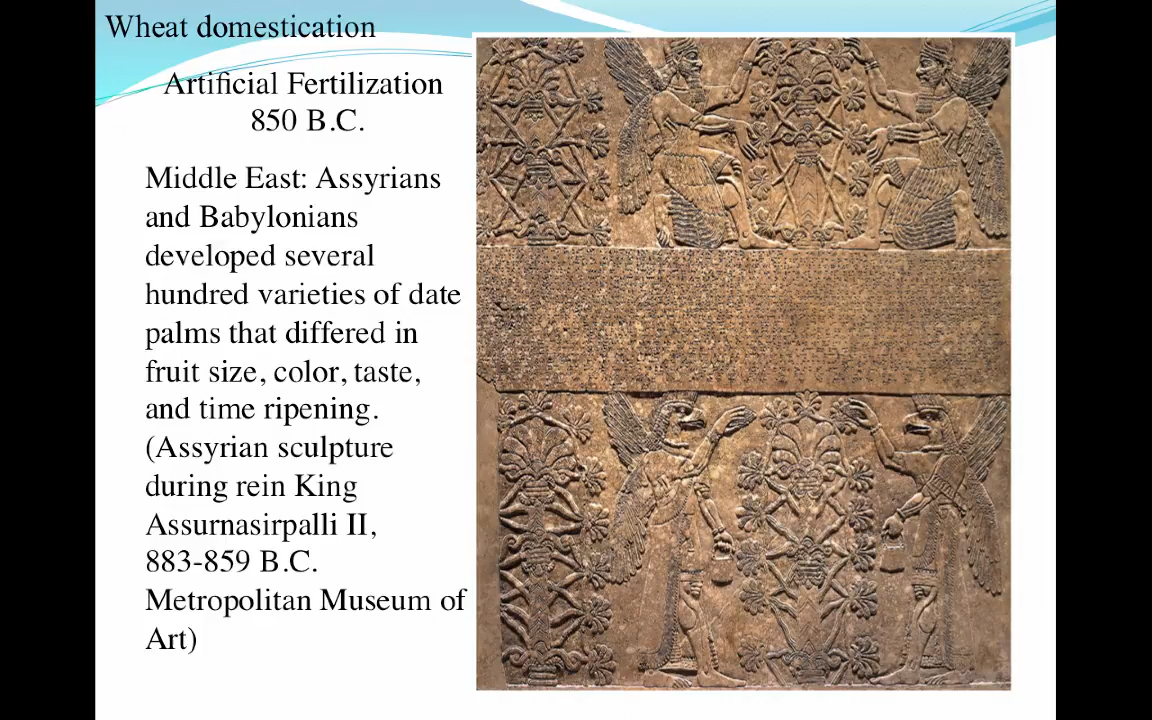 Wheat domestication
Artificial Fertilization
850 B.C.
Middle East: Assyrians
and Babylonians
developed several
hundred varieties of date
palms that differed in
fruit size, color, taste,
and time ripening.
(Assyrian sculpture
during rein King
Assurnasirpalli II,
883-859 B.C.
Metropolitan Museum of
Art)